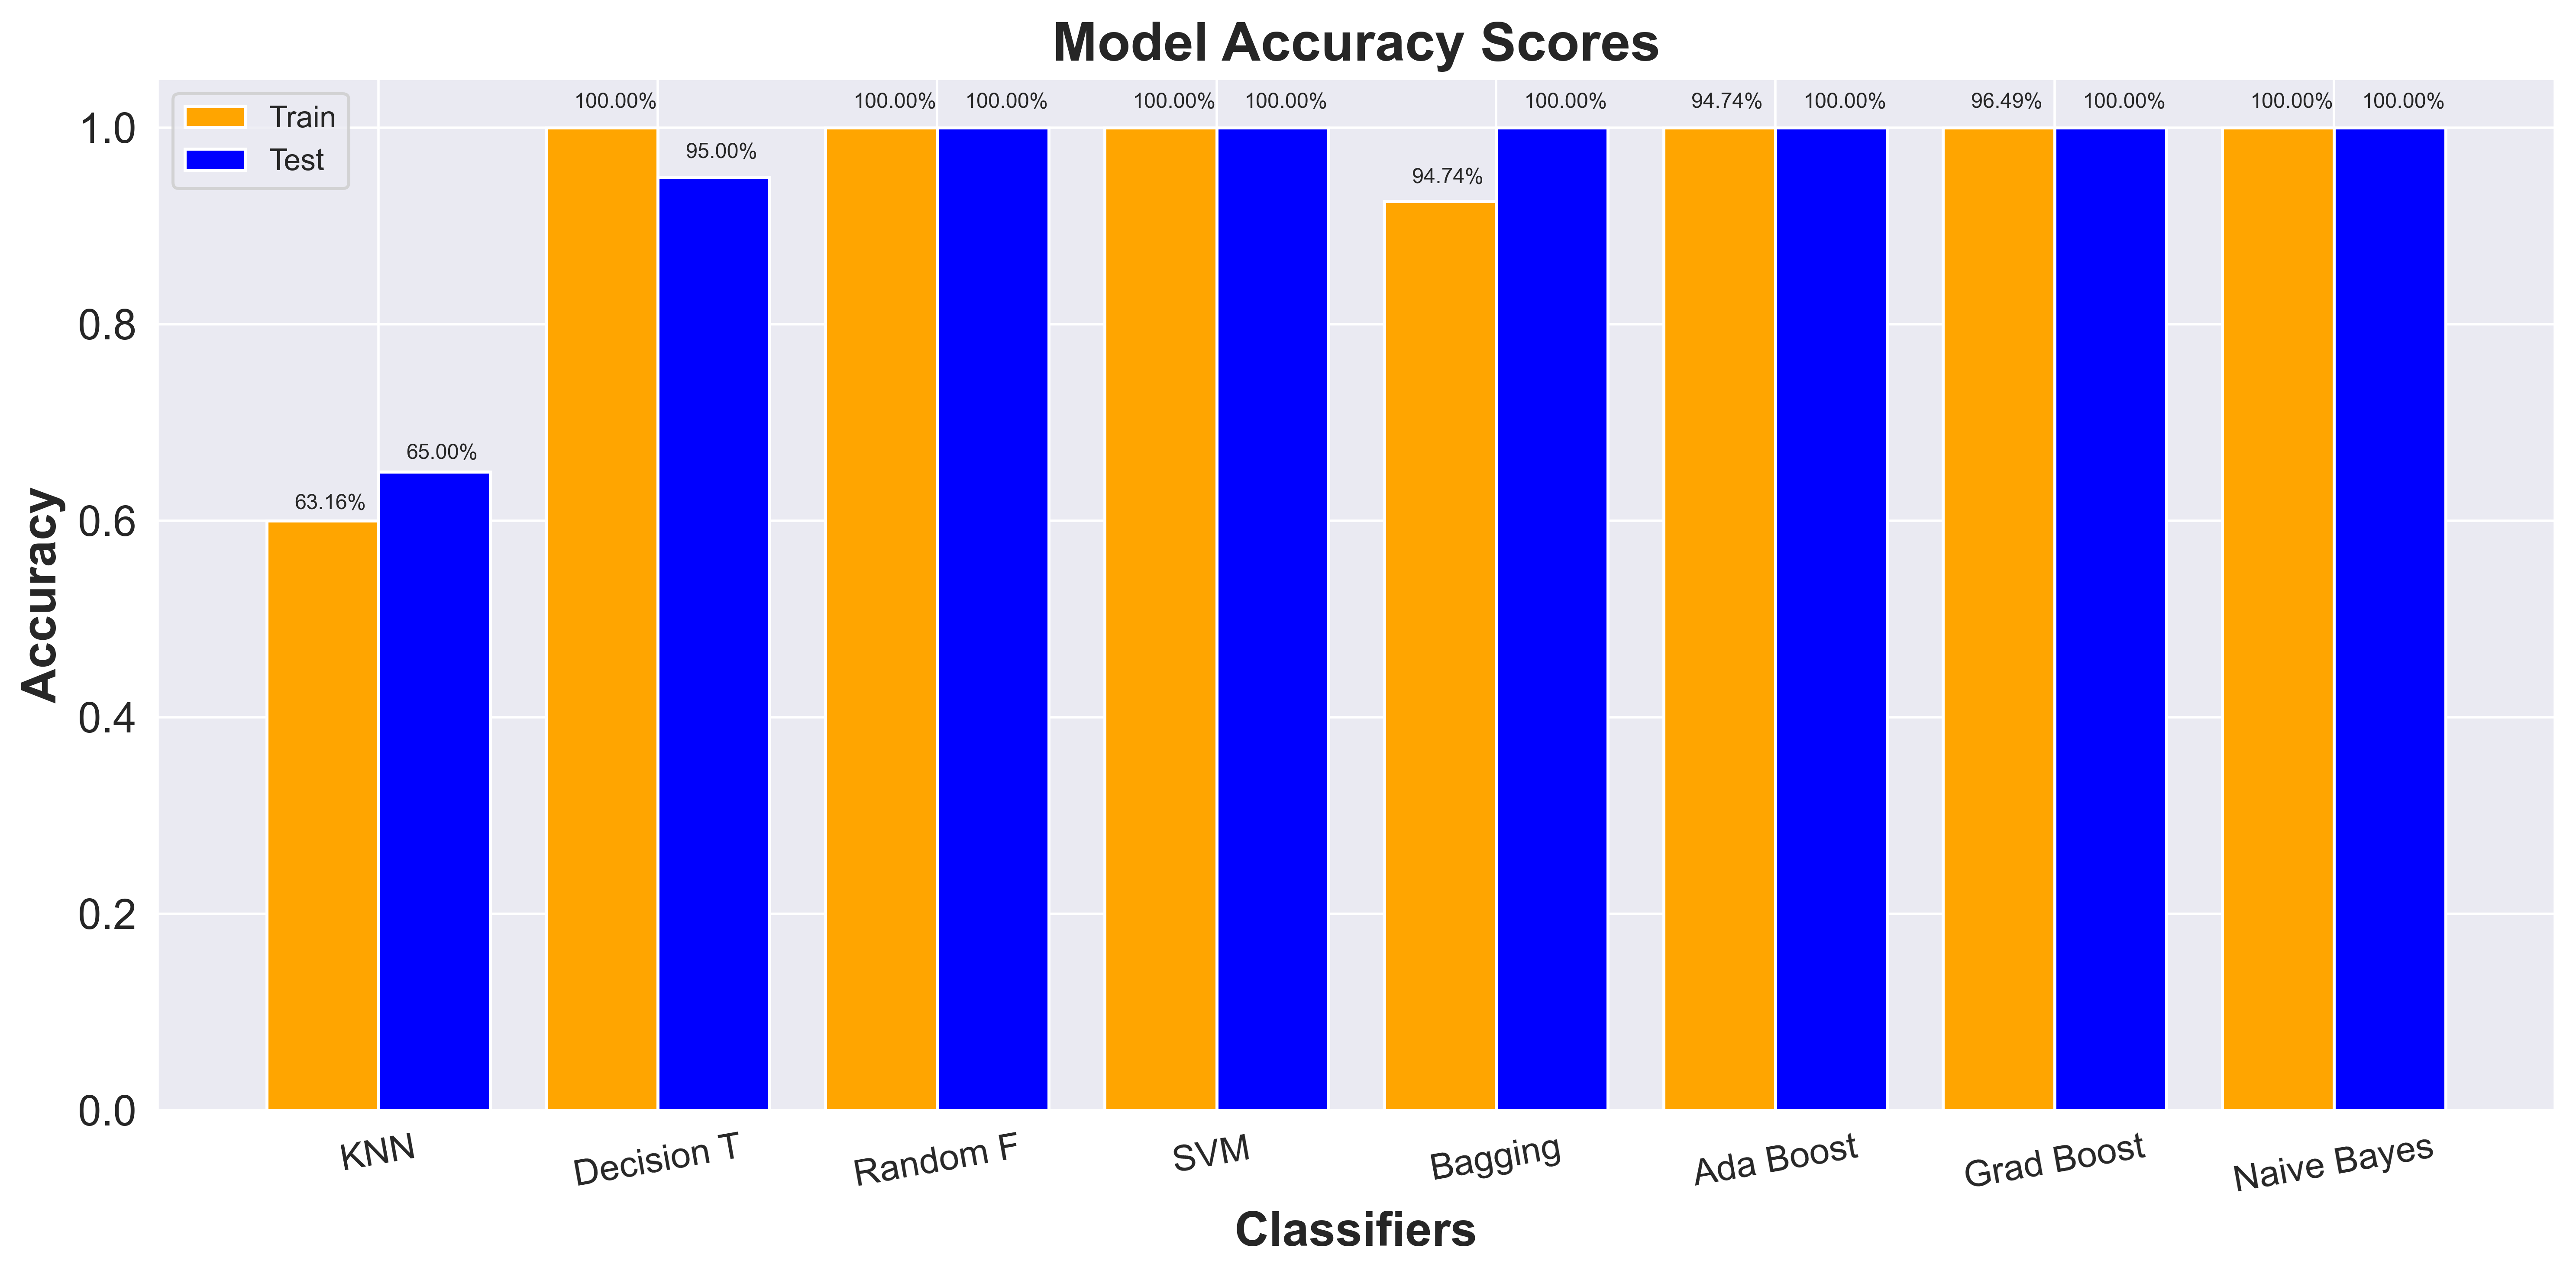 Model Accuracy Scores
Train
Test
100.00%
100.00%
100.00%
100.00%
100.00%
100.00%
94.74%
100.00%
96.49%
100.00%
100.00%
100.00%
95.00%
94.74%
65.00%
63.16%
1.0
0.8
0.6
0.4
0.2
0.0
Accuracy
KNN
Decision T
Random F
SVM
Bagging
Ada Boost
Grad Boost
Naive Bayes
Classifiers